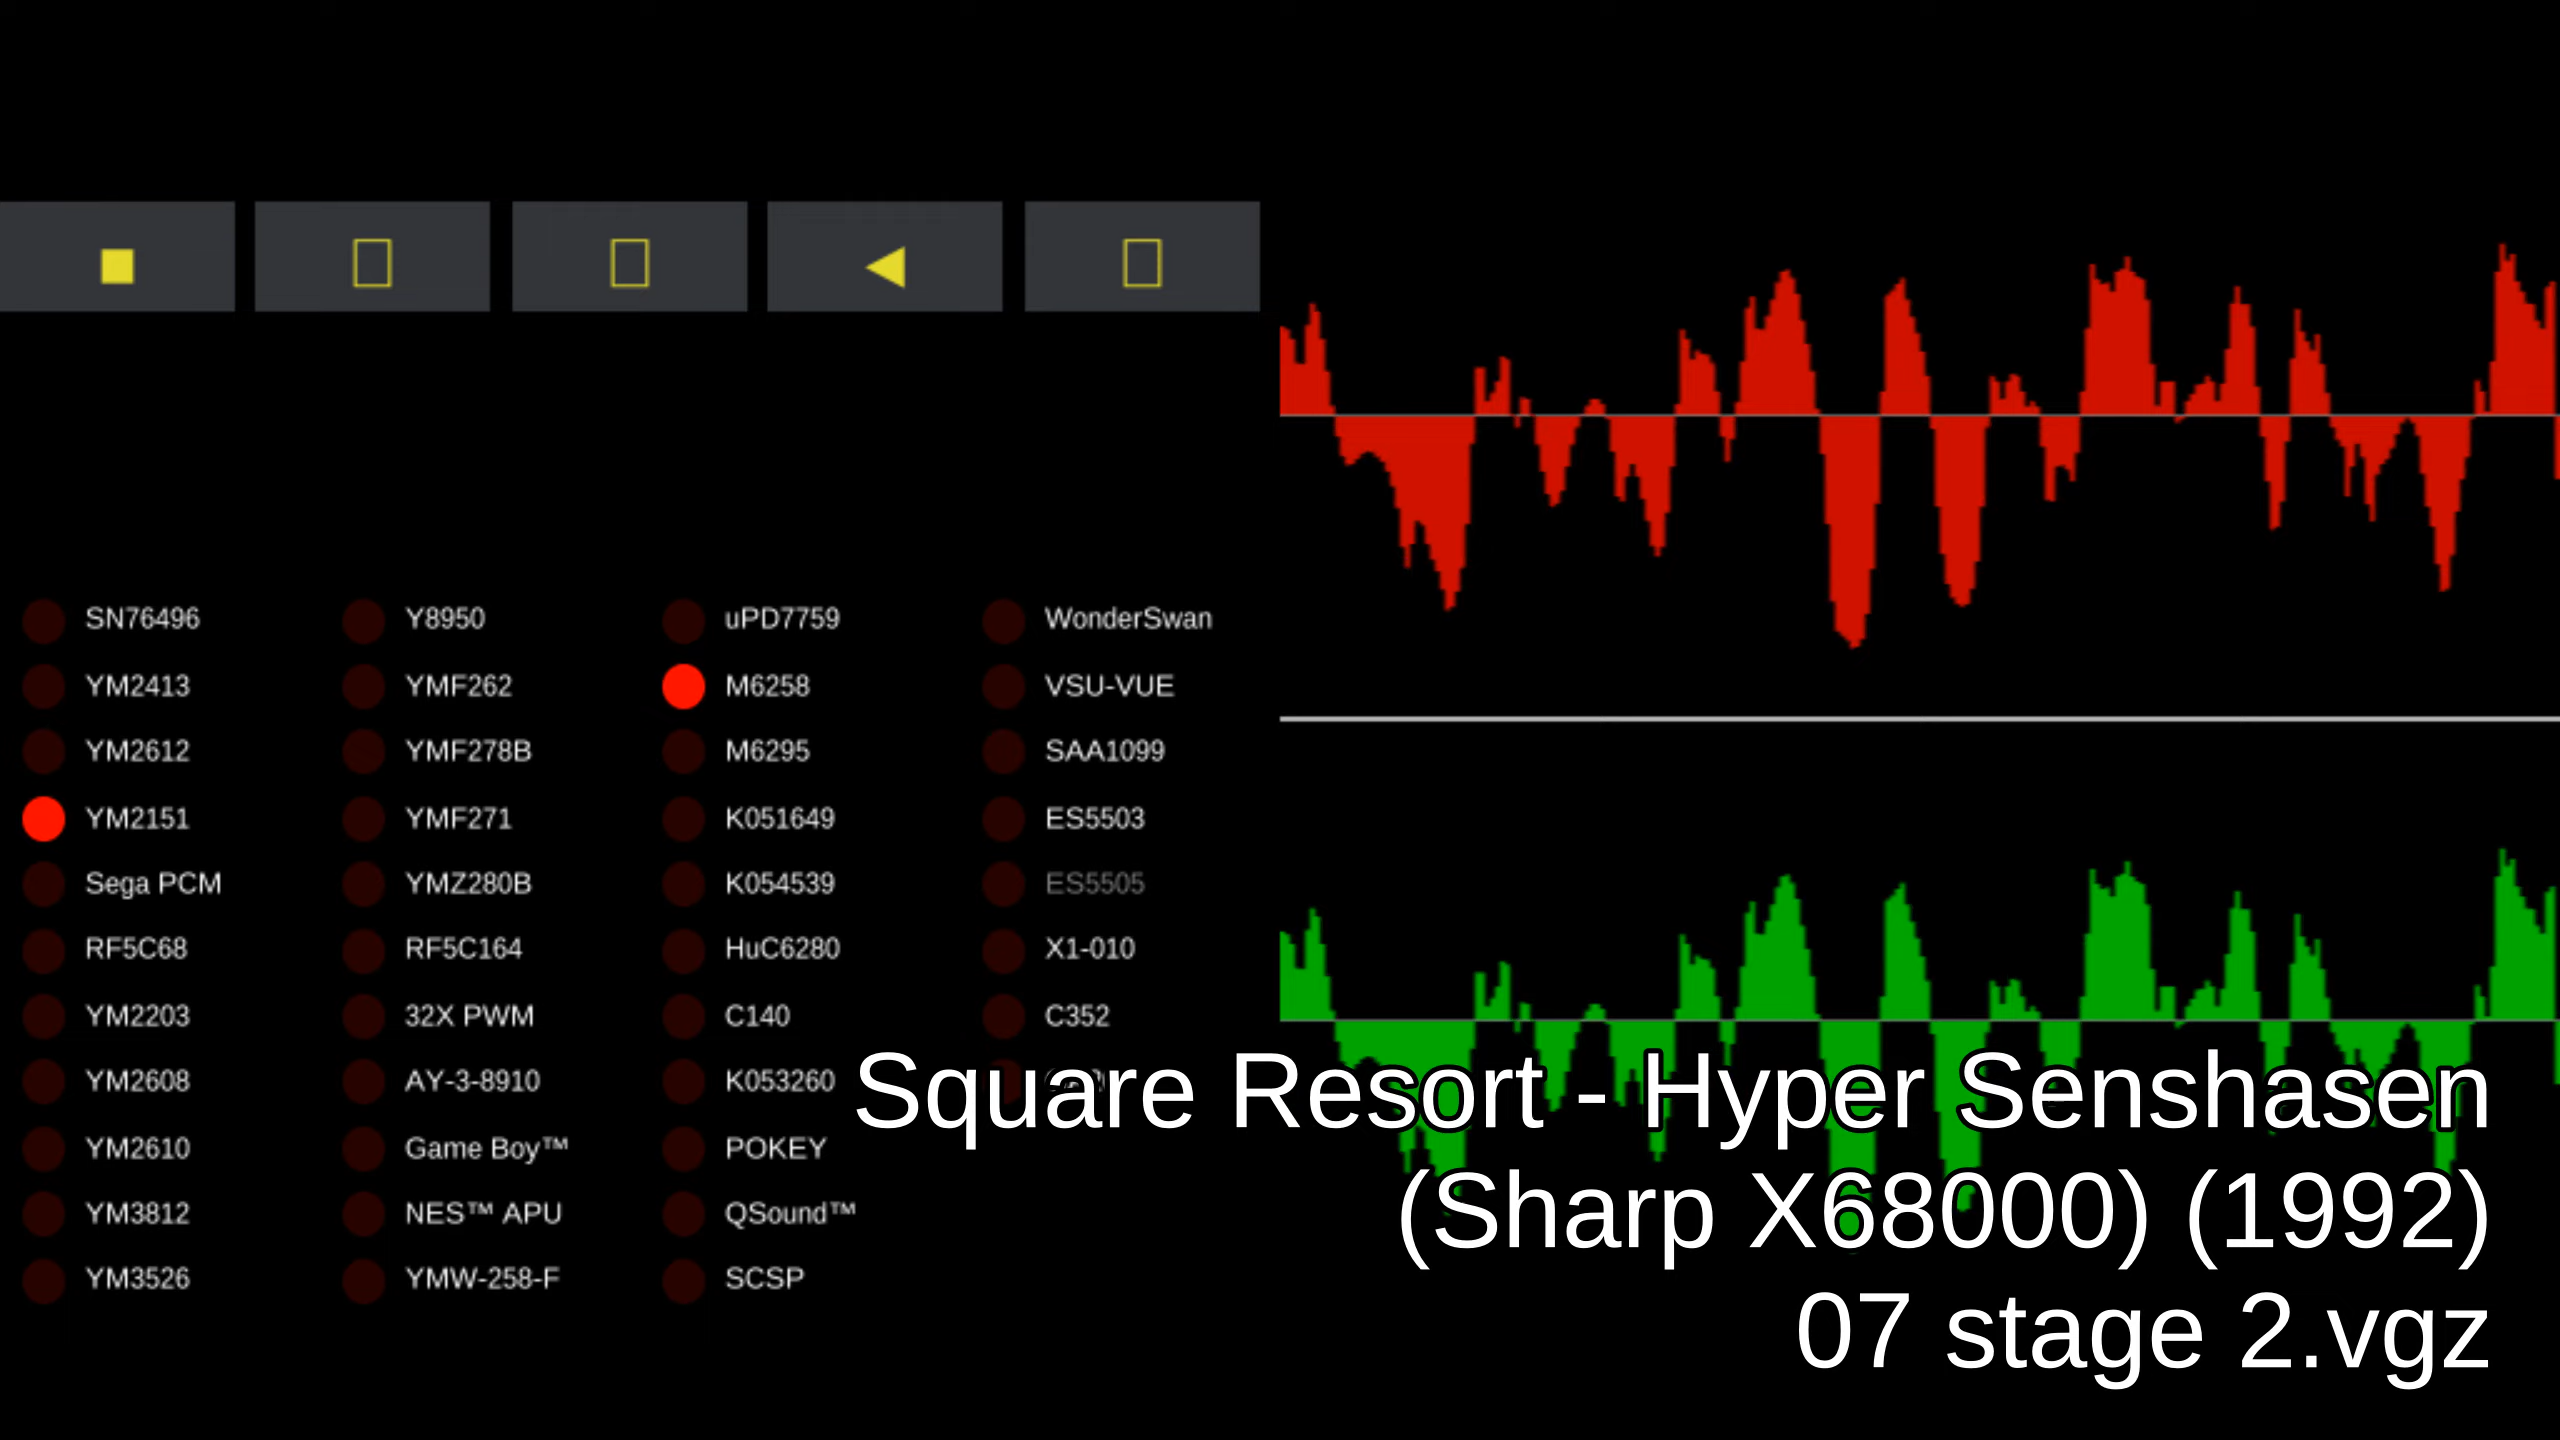 SN76496
YM2413
YM2612
YM2151
Sega PCM
RF5C68
YM2203
YM2608
YM2610
YM3812
YM3526
Y8950
YMF262
YMF278B
YMF271
YMZ280B
RF5C164
32X PWM
AY-3-8910
Game Boy™
NES™ APU
YMW-258-F
uPD7759
M6258
M6295
K051649
K054539
HuC6280
C140
K053260
POKEY
QSound™
SCSP
WonderSwan
VSU-VUE
SAA1099
ES5503
ES5505
X1-010
C352
Square Resort - Hyper Senshasen
(Sharp X68000) (1992)
07 stage 2.vgz